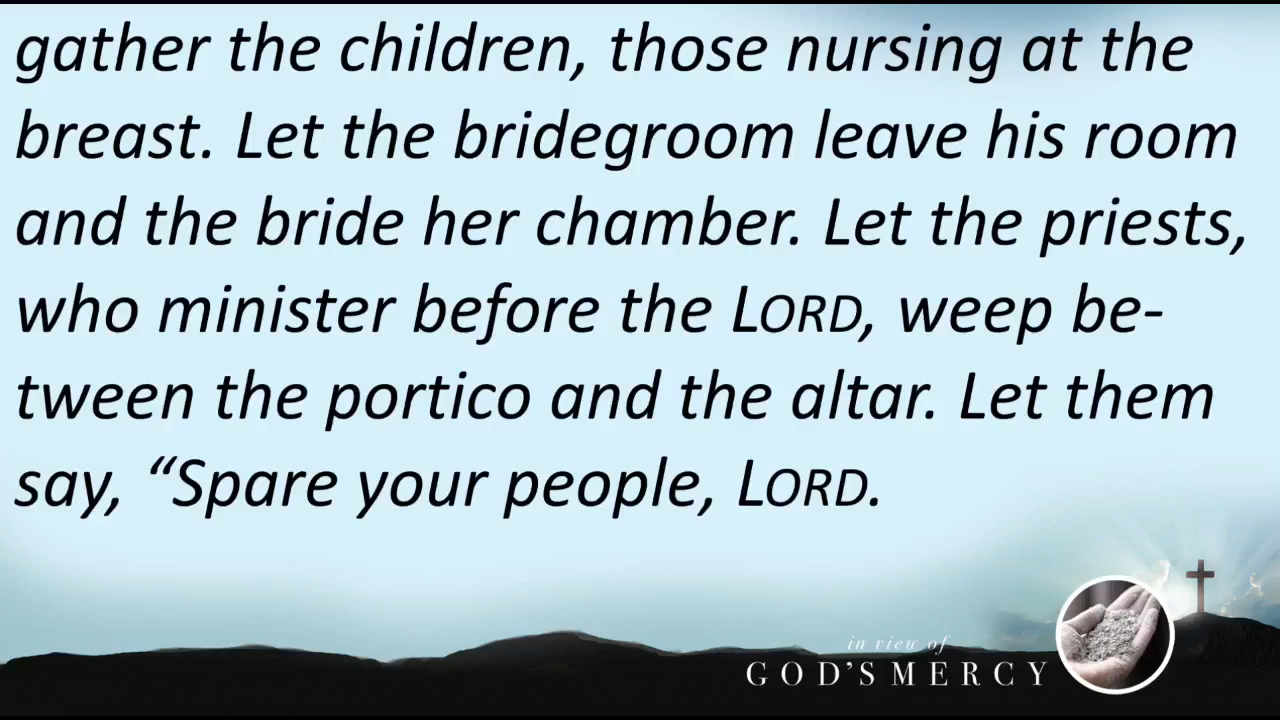 gather the children, those nursing at the
breast. Let the bridegroom leave his room
and the bride her chamber. Let the priests,
who minister before the LORD, weep be-
tween the portico and the altar. Let them
say, “Spare your people, LORD.
in view of
GOD’S MERCY